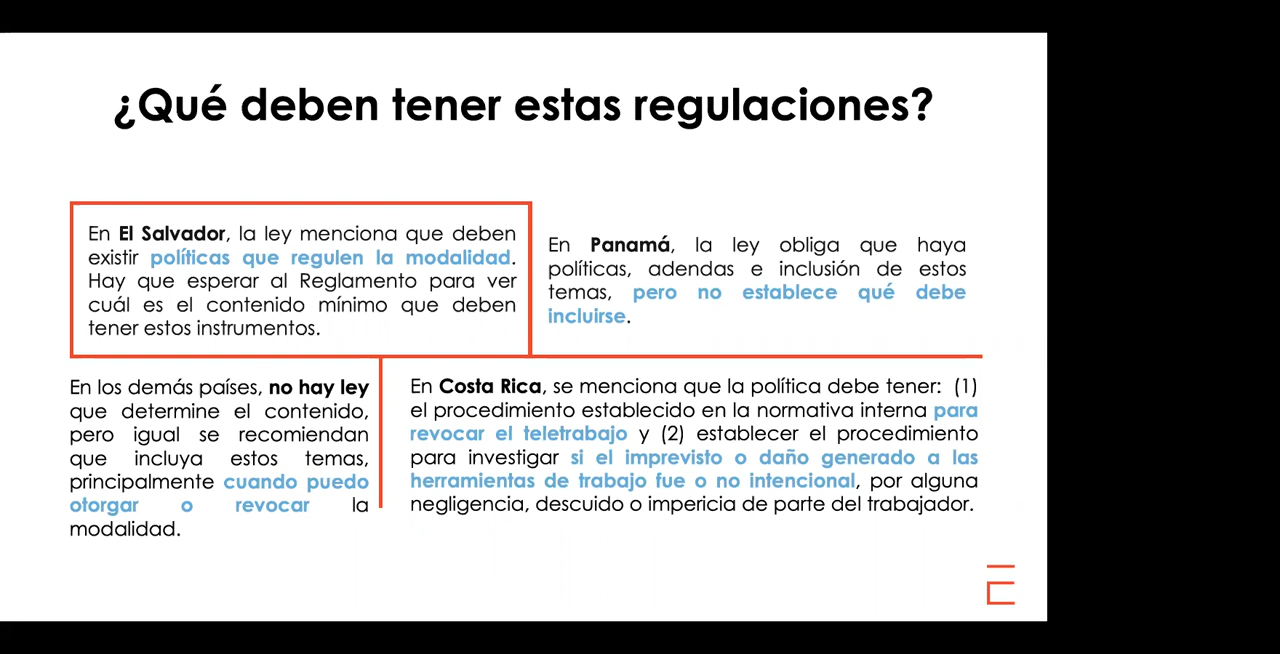 ¿Qué deben tener estas regulaciones?
En El Salvador, la ley menciona que deben
existir políticas que regulen la modalidad.
Hay que esperar al Reglamento para ver
cuál es el contenido mínimo que deben
tener estos instrumentos.
En Panamá, la ley obliga que haya
políticas, adendas e inclusión de estos
temas, pero no establece qué debe
incluirse.
En los demás países, no hay ley
que determine el contenido,
pero igual se recomiendan
que incluya estos temas,
principalmente cuando puedo
otorgar o revocar la
modalidad.
En Costa Rica, se menciona que la política debe tener: (1)
el procedimiento establecido en la normativa interna para
revocar el teletrabajo y (2) establecer el procedimiento
para investigar si el imprevisto o daño generado a las
herramientas de trabajo fue o no intencional, por alguna
negligencia, descuido o impericia de parte del trabajador.